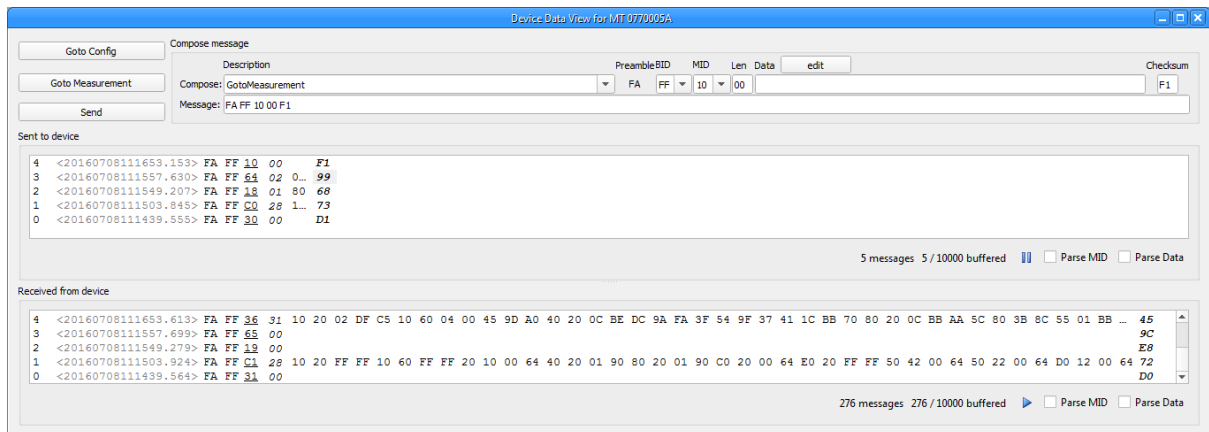 Device Data View for MT 0770005A
Goto Config
Goto Measurement
Send
Compose message
Description Preamble BID MID Len Data edit Checksum
Compose: GotoMeasurement FA FF 10 00 F1
Message: FA FF 10 00 F1
Sent to device
4 <20160708111653.153> FA FF 10 00 F1
3 <20160708111557.630> FA FF 64 02 0... 99
2 <20160708111549.207> FA FF 18 01 80 68
1 <20160708111503.845> FA FF C0 28 1... 73
0 <20160708111439.555> FA FF 30 00 D1
5 messages 5 / 10000 buffered Parse MID Parse Data
Received from device
4 <20160708111653.613> FA FF 36 31 10 20 02 DF C5 10 60 04 00 45 9D A0 40 20 0C BE DC 9A FA 3F 54 9F 37 41 1C BB 70 80 20 0C BB AA 5C 80 3B 8C 55 01 BB ... 45
3 <20160708111557.699> FA FF 65 00 9C
2 <20160708111549.279> FA FF 19 00 E8
1 <20160708111503.924> FA FF C1 28 10 20 FF FF 10 60 FF FF 20 10 00 64 40 20 01 90 80 20 01 90 C0 20 00 64 E0 20 FF FF 50 42 00 64 50 22 00 64 D0 12 00 64 72
0 <20160708111439.564> FA FF 31 00 D0
276 messages 276 / 10000 buffered Parse MID Parse Data